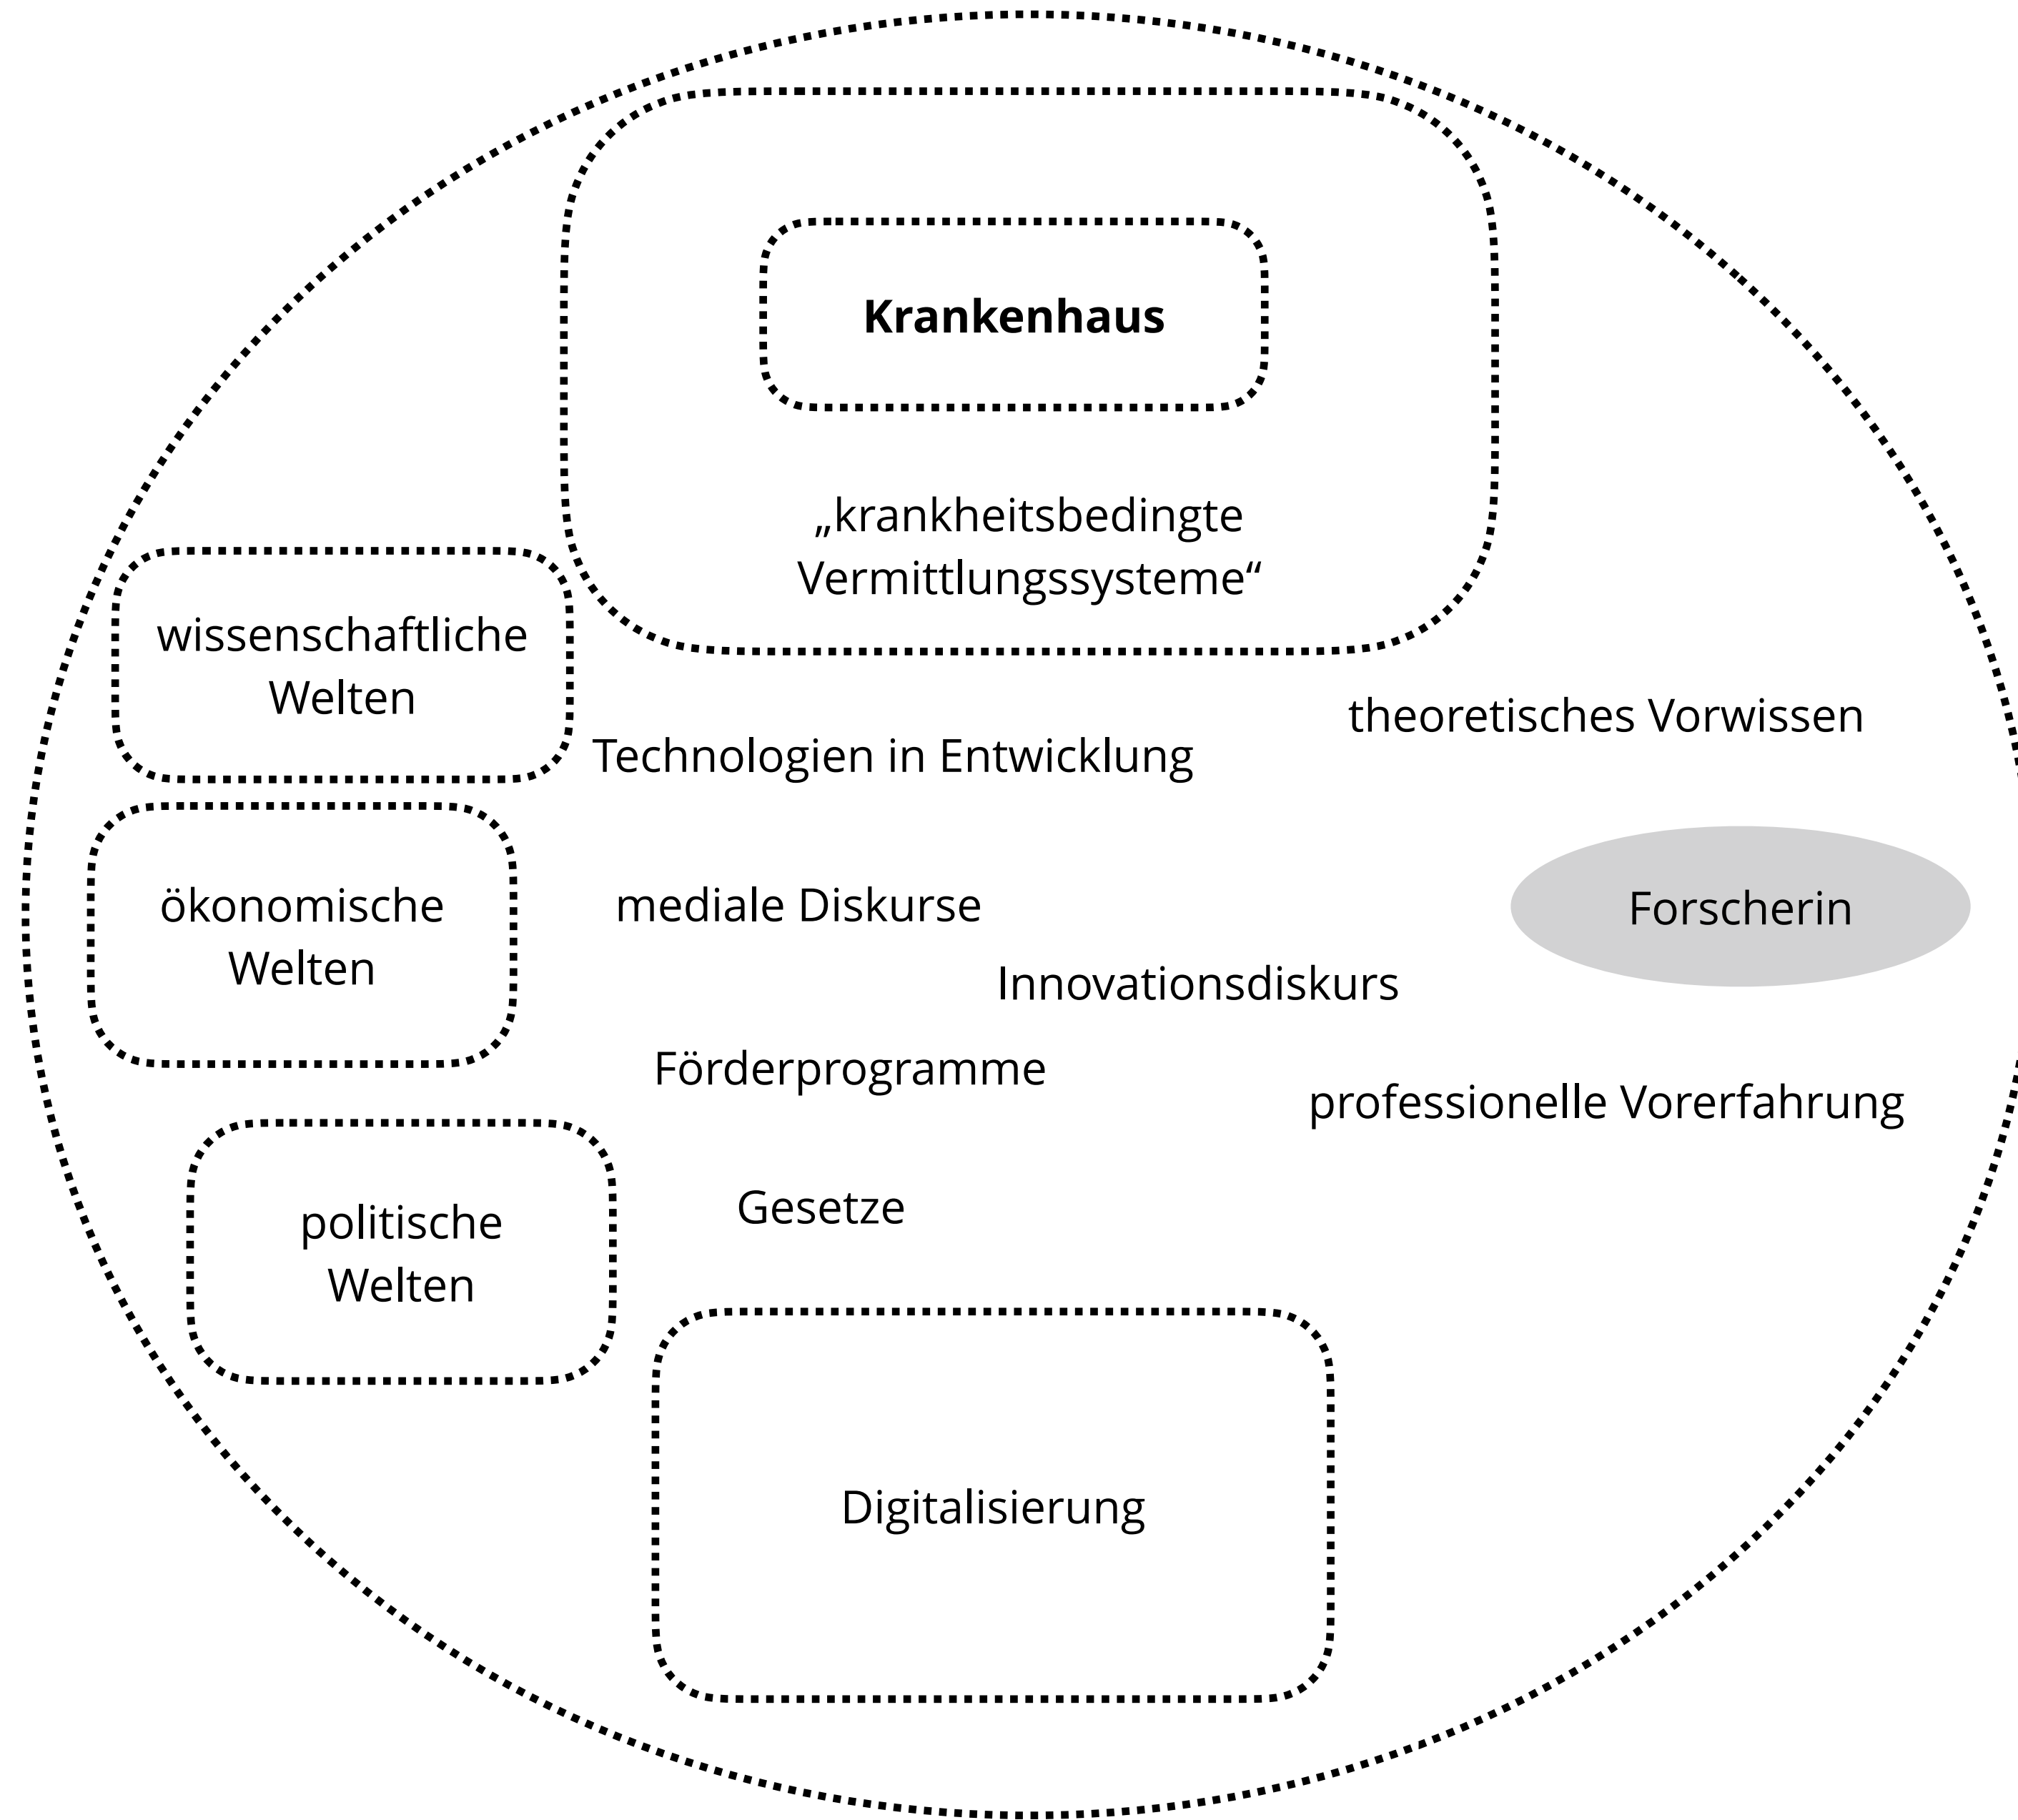 Krankenhaus
„krankheitsbedingte
Vermittlungssysteme“
wissenschaftliche
Welten
theoretisches Vorwissen
Technologien in Entwicklung
ökonomische
Welten
mediale Diskurse
Forscherin
Innovationsdiskurs
Förderprogramme
professionelle Vorerfahrung
politische
Welten
Gesetze
Digitalisierung